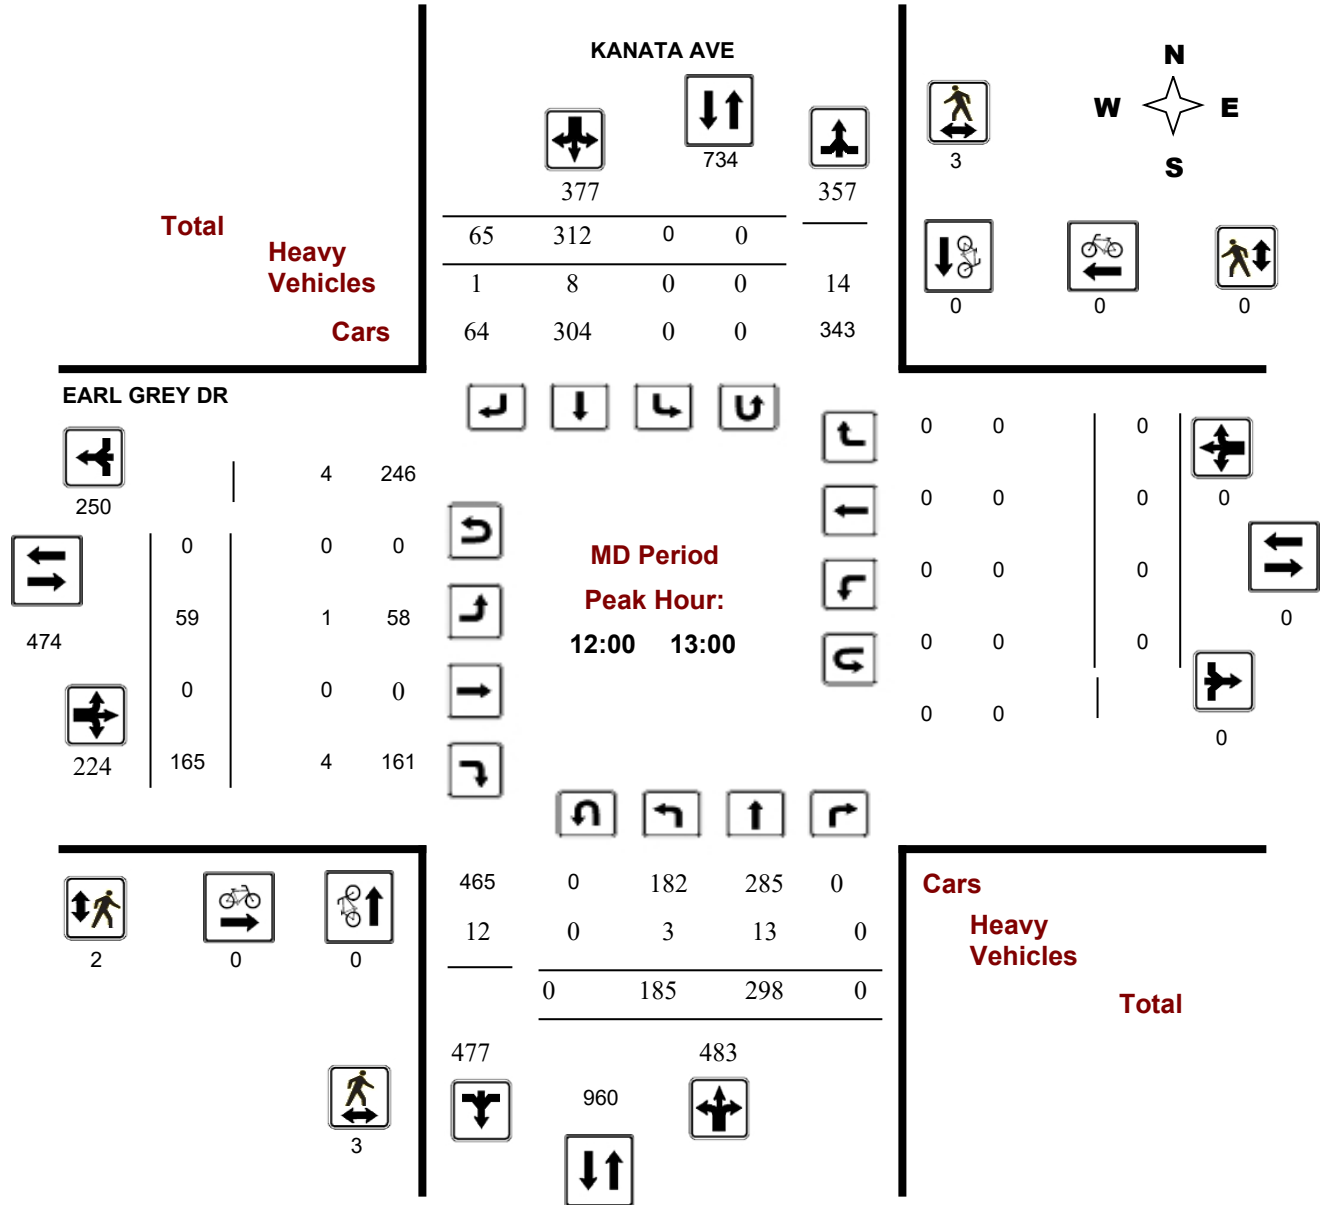 KANATA AVE
N
W E
S
734
3
377 357
Total
65 312 0 0
Heavy
Vehicles
1 8 0 0 14
0 0 0
Cars
64 304 0 0 343
EARL GREY DR
0 0 0
4 246
250
0 0 0 0
0 0 0
MD Period
0 0 0
Peak Hour:
59 1 58
0
474
12:00 13:00
0 0 0
0 0 0
0 0
0
224
165 4 161
465 0 182 285 0
Cars
12 0 3 13 0
Heavy
Vehicles
2 0 0
0 185 298 0
Total
477 483
960
3